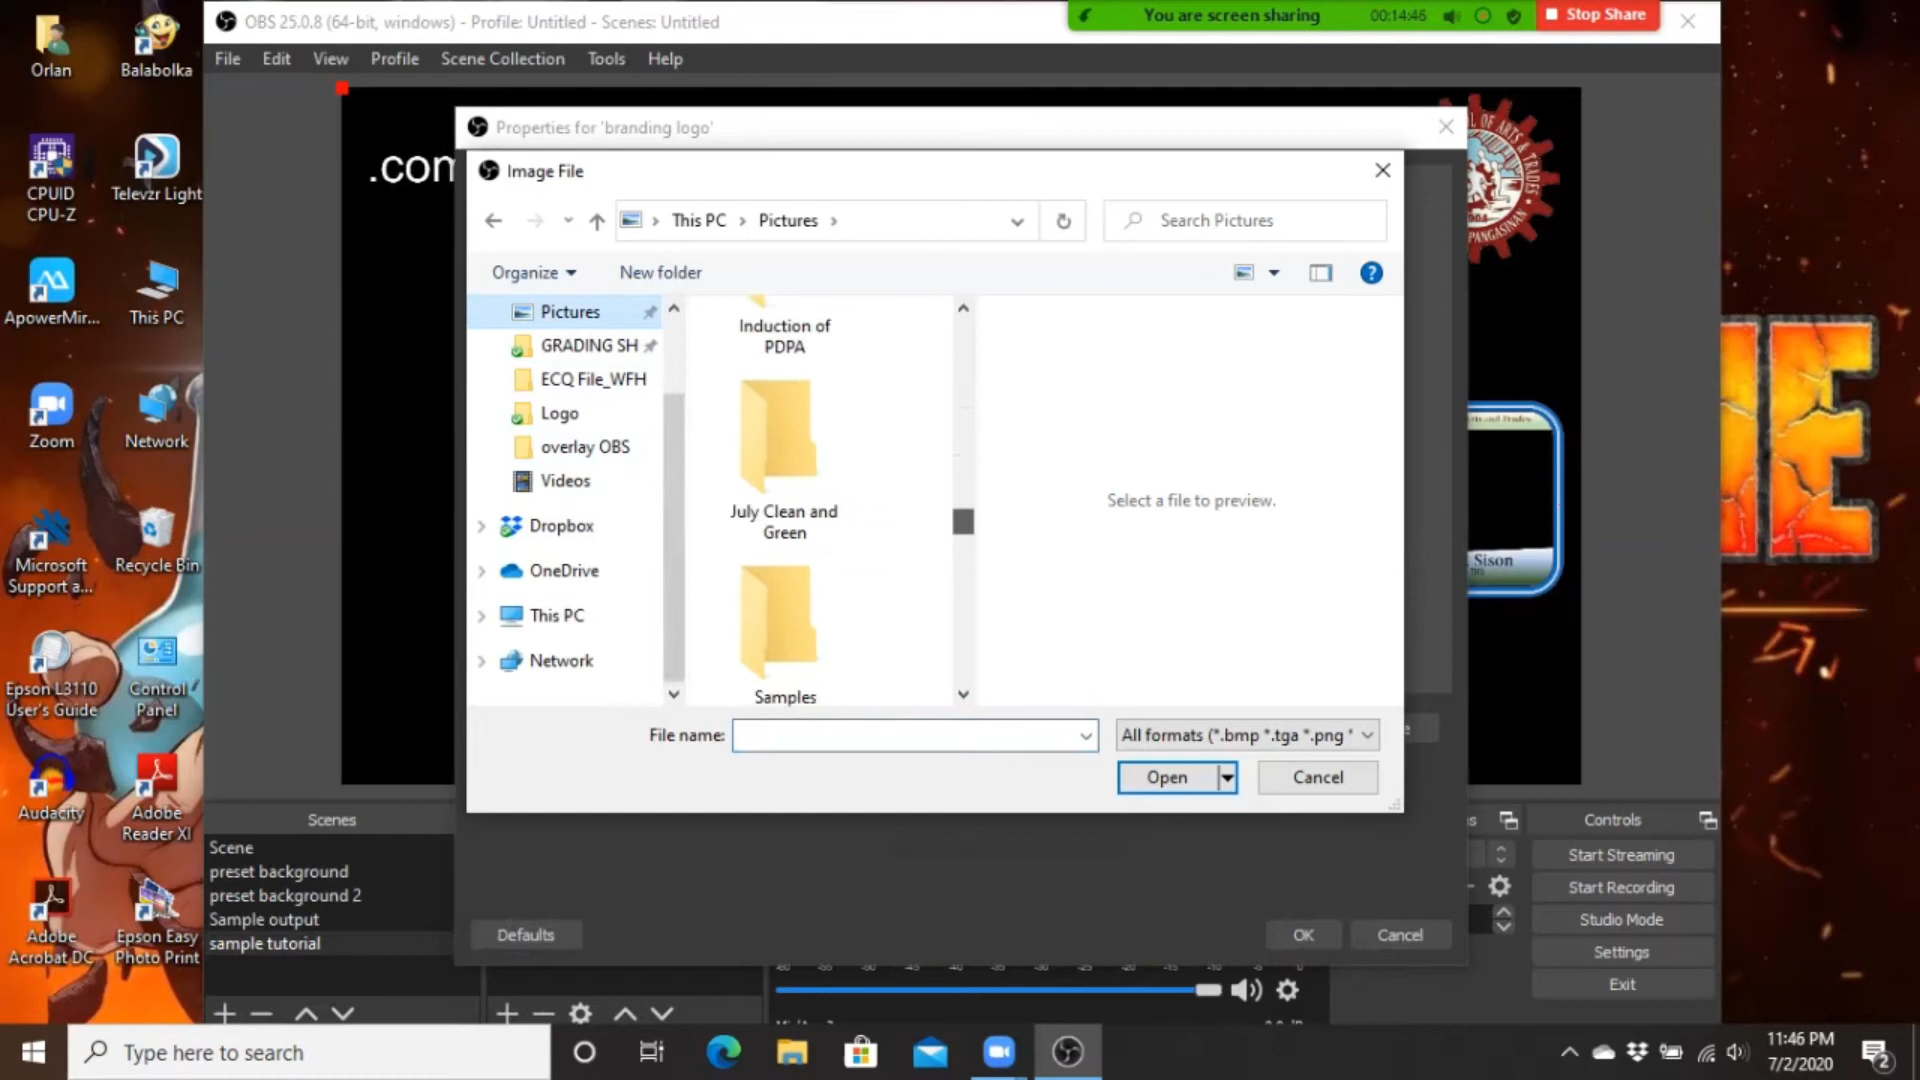 Orlan
Balabolka
CPUID
CPU-Z
Televzr Light
ApowerMir...
This PC
Zoom
Network
Microsoft
Support a...
Recycle Bin
Epson L3110
User's Guide
Control
Panel
Audacity
Adobe
Reader XI
Adobe
Acrobat DC
Epson Easy
Photo Print
OBS 25.0.8 (64-bit, windows) - Profile: Untitled - Scenes: Untitled
You are screen sharing
00:14:46
Stop Share
File
Edit
View
Profile
Scene Collection
Tools
Help
.com
Properties for 'branding logo'
OL OF ARTS & TRADES
PANGASINAN
Image File
This PC
Pictures
Search Pictures
Organize
New folder
Pictures
GRADING SH
ECQ File_WFH
Logo
overlay OBS
Videos
Dropbox
OneDrive
This PC
Network
Induction of
PDPA
July Clean and
Green
Samples
Select a file to preview.
Sison
File name:
All formats (*.bmp *.tga *.png *
Open
Cancel
Defaults
OK
Cancel
Scenes
Scene
preset background
preset background 2
Sample output
sample tutorial
Controls
Start Streaming
Start Recording
Studio Mode
Settings
Exit
Type here to search
11:46 PM
7/2/2020
2